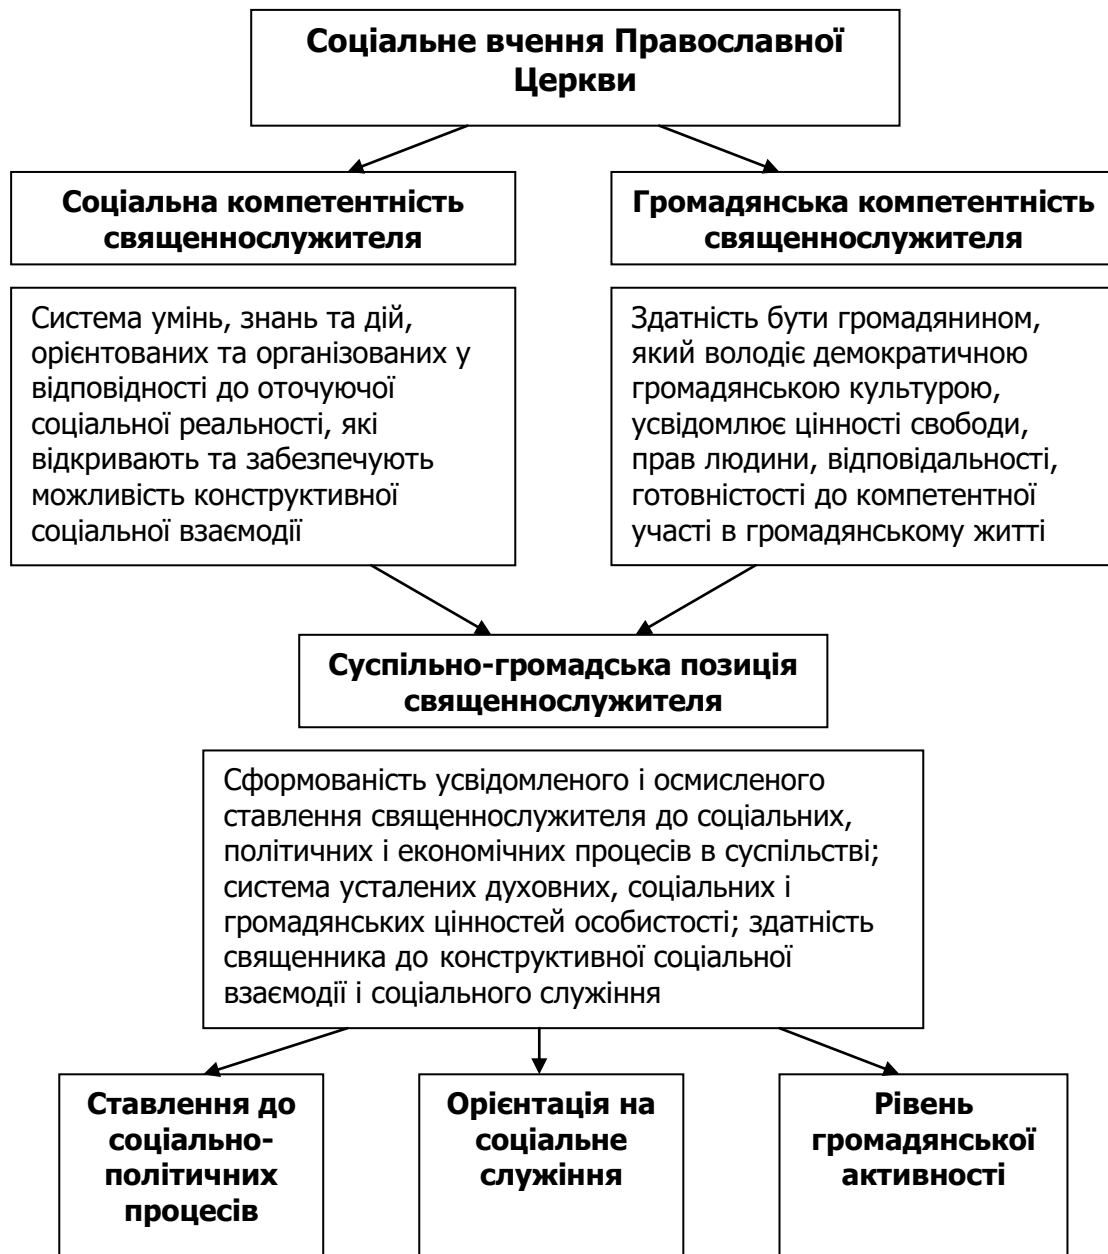 Соціальне вчення Православної
Церкви
Соціальна компетентність
священнослужителя
Громадянська компетентність
священнослужителя
Система умінь, знань та дій,
орієнтованих та організованих у
відповідності до оточуючої
соціальної реальності, які
відкривають та забезпечують
можливість конструктивної
соціальної взаємодії
Здатність бути громадянином,
який володіє демократичною
громадянською культурою,
усвідомлює цінності свободи,
прав людини, відповідальності,
готовністості до компетентної
участі в громадянському житті
Суспільно-громадська позиція
священнослужителя
Сформованість усвідомленого і осмисленого
ставлення священнослужителя до соціальних,
політичних і економічних процесів в суспільстві;
система усталених духовних, соціальних і
громадянських цінностей особистості; здатність
священника до конструктивної соціальної
взаємодії і соціального служіння
Ставлення до
соціально-
політичних
процесів
Орієнтація на
соціальне
служіння
Рівень
громадянської
активності